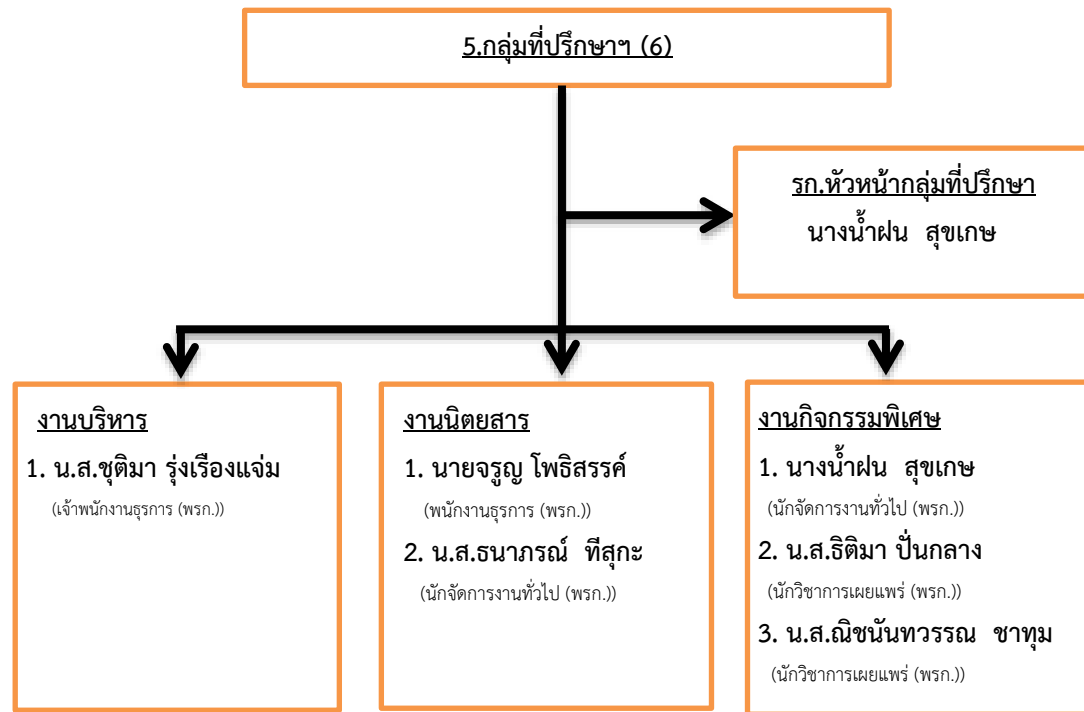 5.กลุ่มที่ปรึกษาฯ (6)
รก.หัวหน้ากลุ่มที่ปรึกษา
นางน้ำฝน สุขเกษ
งานบริหาร
1. น.ส.ชุติมา รุ่งเรืองแจ่ม
(เจ้าพนักงานธุรการ (พรก.))
งานนิตยสาร
1. นายจรูญ โพธิสรรค์
(พนักงานธุรการ (พรก.))
2. น.ส.ธนาภรณ์ ทีสุกะ
(นักจัดการงานทั่วไป (พรก.))
งานกิจกรรมพิเศษ
1. นางน้ำฝน สุขเกษ
(นักจัดการงานทั่วไป (พรก.))
2. น.ส.ธิติมา ปั่นกลาง
(นักวิชาการเผยแพร่ (พรก.))
3. น.ส.ณิชนันทวรรณ ชาทุม
(นักวิชาการเผยแพร่ (พรก.))